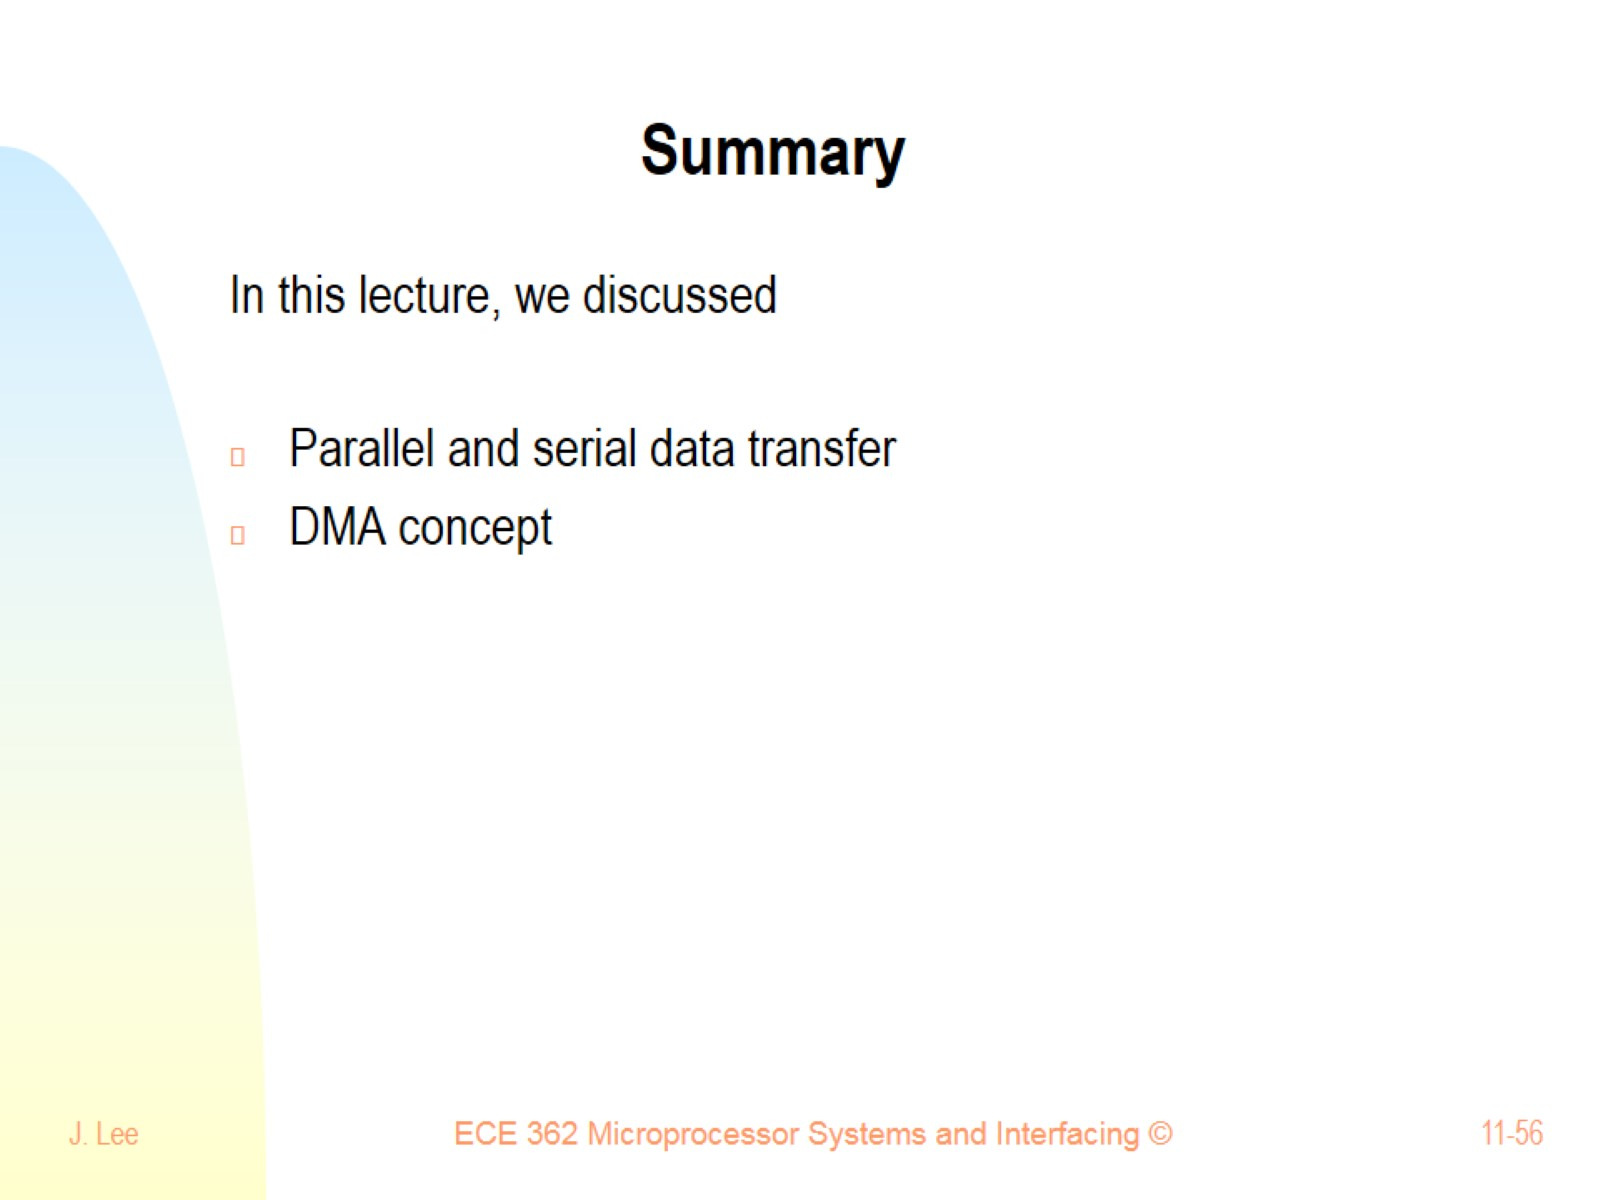 Summary
In this lecture, we discussed
Parallel and serial data transfer
DMA concept
J. Lee
ECE 362 Microprocessor Systems and Interfacing ©
11-56